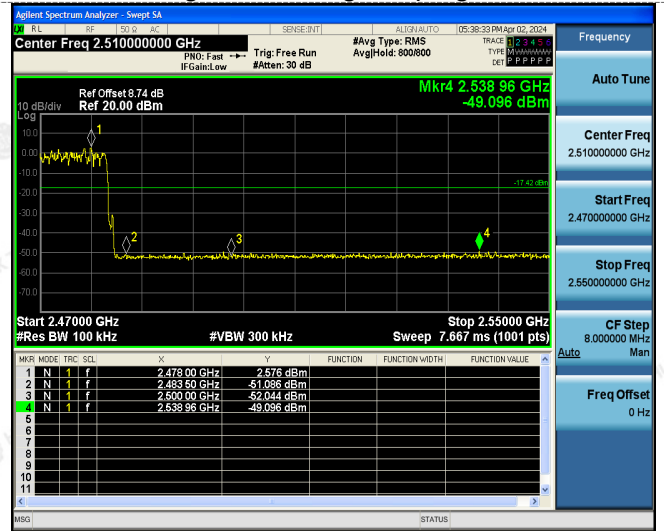 Agilent Spectrum Analyzer - Swept SA
LXI RL RF 50 Ω AC SENSE:INT ALIGN AUTO 05:38:33 PM Apr 02, 2024
Center Freq 2.510000000 GHz
PNO: Fast
IFGain:Low
Trig: Free Run
#Atten: 30 dB
#Avg Type: RMS
Avg|Hold: 800/800
TRACE 1 2 3 4 5 6
TYPE M W W W W W
DET P P P P P P
Mkr4 2.538 96 GHz
-49.096 dBm
Ref Offset 8.74 dB
10 dB/div Ref 20.00 dBm
Log
10.0
0.00
-10.0
-20.0
-30.0
-40.0
-50.0
-60.0
-70.0
1
2
3
4
-17.42 dBm
Start 2.47000 GHz Stop 2.55000 GHz
#Res BW 100 kHz #VBW 300 kHz Sweep 7.667 ms (1001 pts)
MKR MODE TRC SCL X Y FUNCTION FUNCTION WIDTH FUNCTION VALUE
1 N 1 f 2.478 00 GHz 2.576 dBm
2 N 1 f 2.483 50 GHz -51.086 dBm
3 N 1 f 2.500 00 GHz -52.044 dBm
4 N 1 f 2.538 96 GHz -49.096 dBm
5
6
7
8
9
10
11
MSG STATUS
Frequency
Auto Tune
Center Freq
2.510000000 GHz
Start Freq
2.470000000 GHz
Stop Freq
2.550000000 GHz
CF Step
8.000000 MHz
Auto Man
Freq Offset
0 Hz